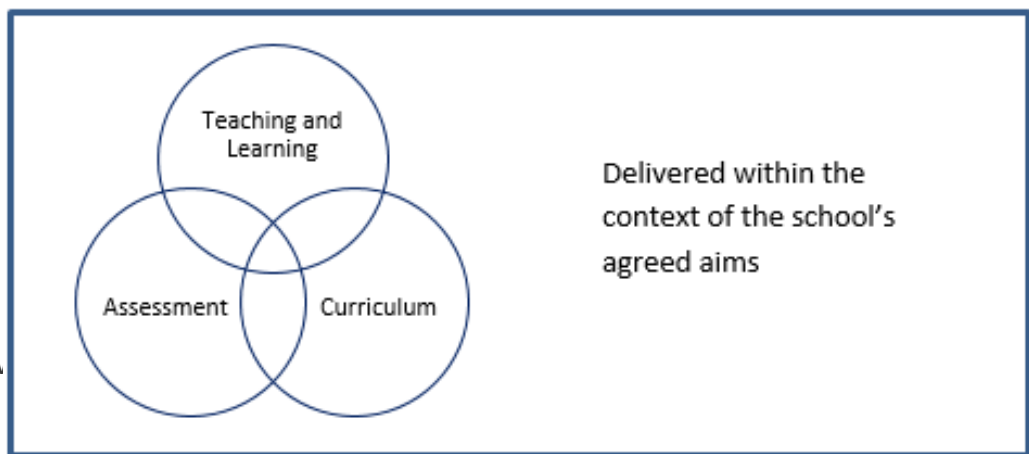 Teaching and
Learning
Delivered within the
context of the school's
agreed aims
Assessment
Curriculum